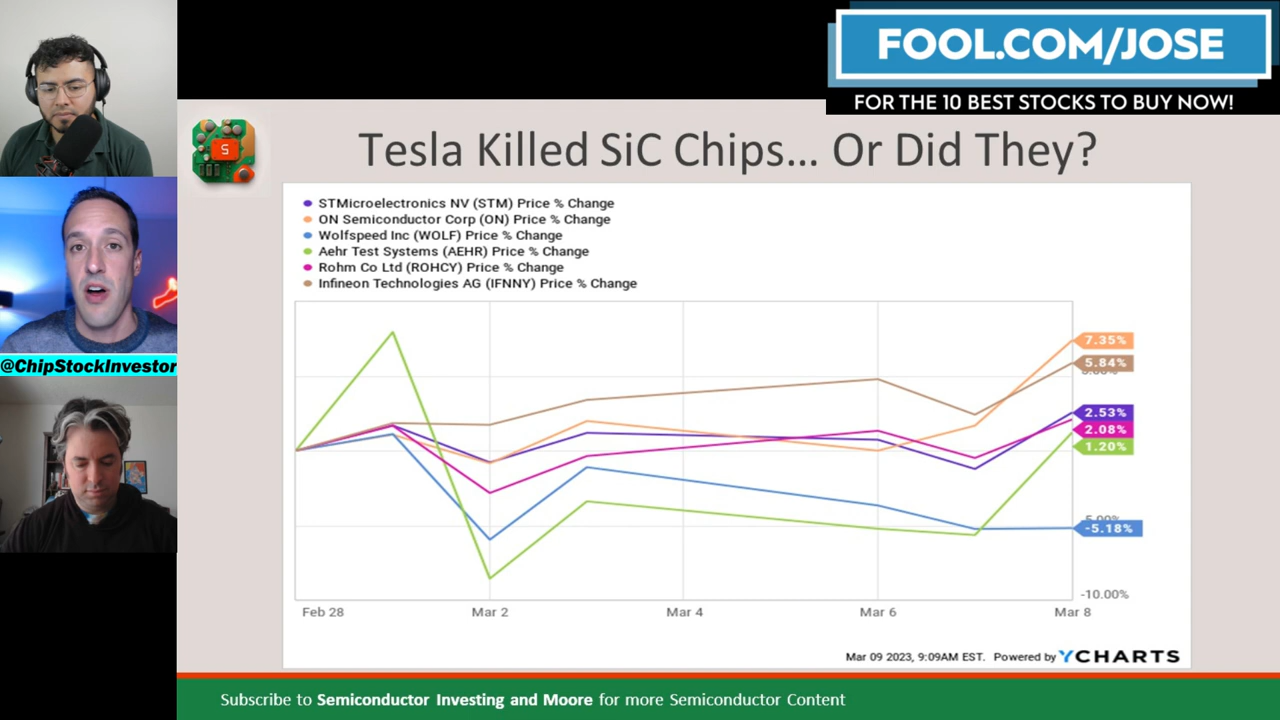 FOOL.COM/JOSE
FOR THE 10 BEST STOCKS TO BUY NOW!
S
Tesla Killed SiC Chips... Or Did They?
STMicroelectronics NV (STM) Price % Change
ON Semiconductor Corp (ON) Price % Change
Wolfspeed Inc (WOLF) Price % Change
Aehr Test Systems (AEHR) Price % Change
Rohm Co Ltd (ROHCY) Price % Change
Infineon Technologies AG (IFNNY) Price % Change
@ChipStockInvestor
7.35%
5.84%
2.53%
2.08%
1.20%
-5.00%
-5.18%
-10.00%
Feb 28 Mar 2 Mar 4 Mar 6 Mar 8
Mar 09 2023, 9:09AM EST. Powered by YCHARTS
Subscribe to Semiconductor Investing and Moore for more Semiconductor Content